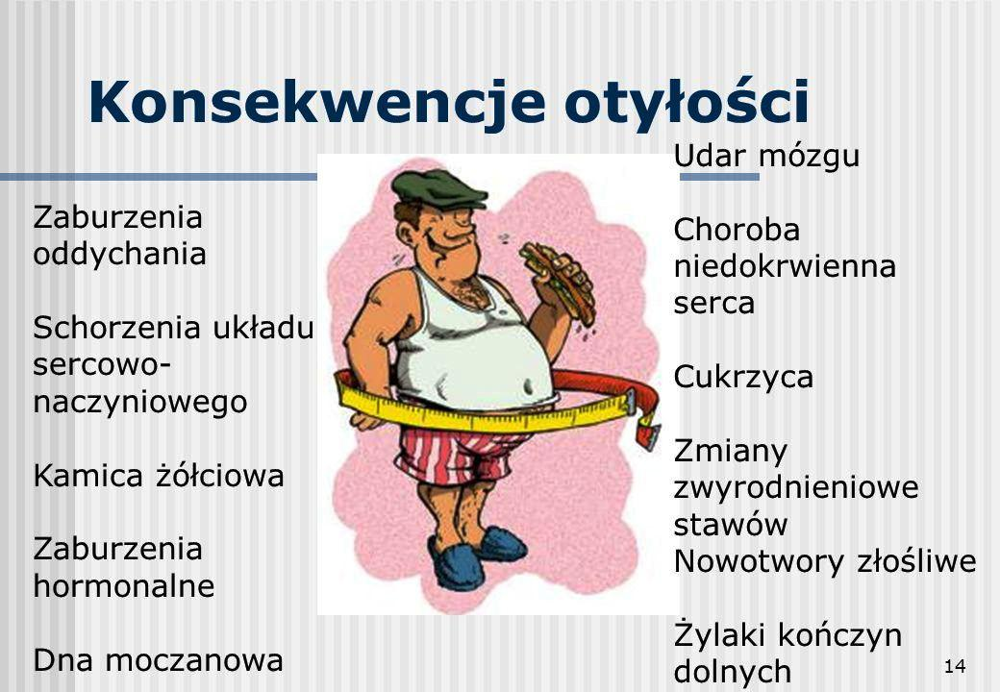 Konsekwencje otyłości
Zaburzenia
oddychania
Schorzenia układu
sercowo-
naczyniowego
Kamica żółciowa
Zaburzenia
hormonalne
Dna moczanowa
Udar mózgu
Choroba
niedokrwienna
serca
Cukrzyca
Zmiany
zwyrodnieniowe
stawów
Nowotwory złośliwe
Żylaki kończyn
dolnych
14